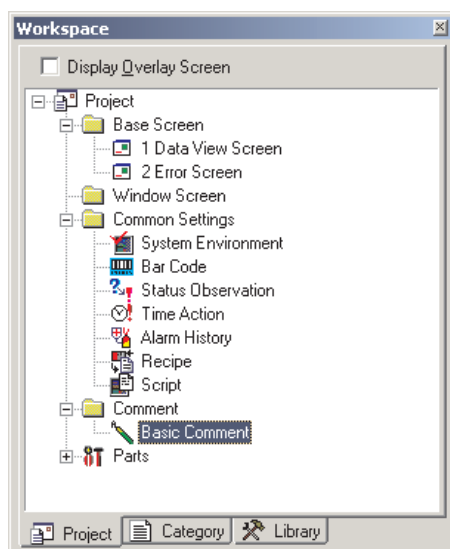 Workspace
Display Overlay Screen
Project
Base Screen
1 Data View Screen
2 Error Screen
Window Screen
Common Settings
System Environment
Bar Code
Status Observation
Time Action
Alarm History
Recipe
Script
Comment
Basic Comment
Parts
Project Category Library